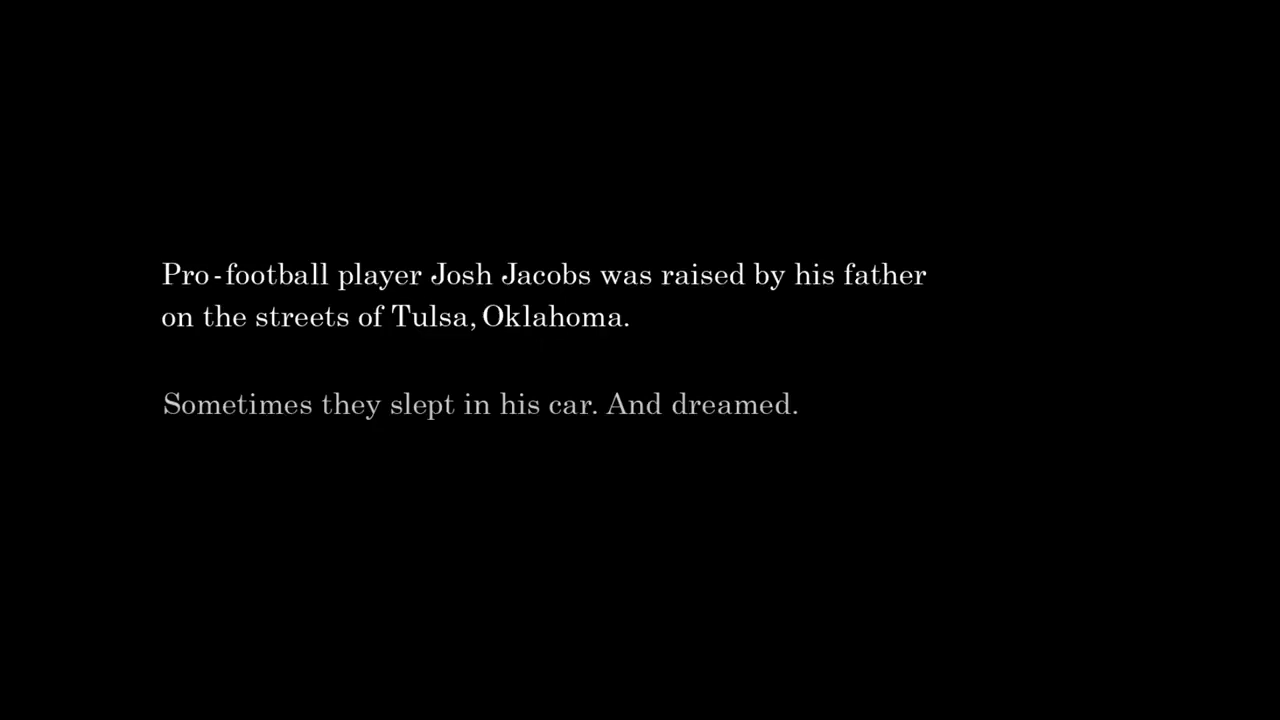 Pro-football player Josh Jacobs was raised by his father
on the streets of Tulsa, Oklahoma.
Sometimes they slept in his car. And dreamed.